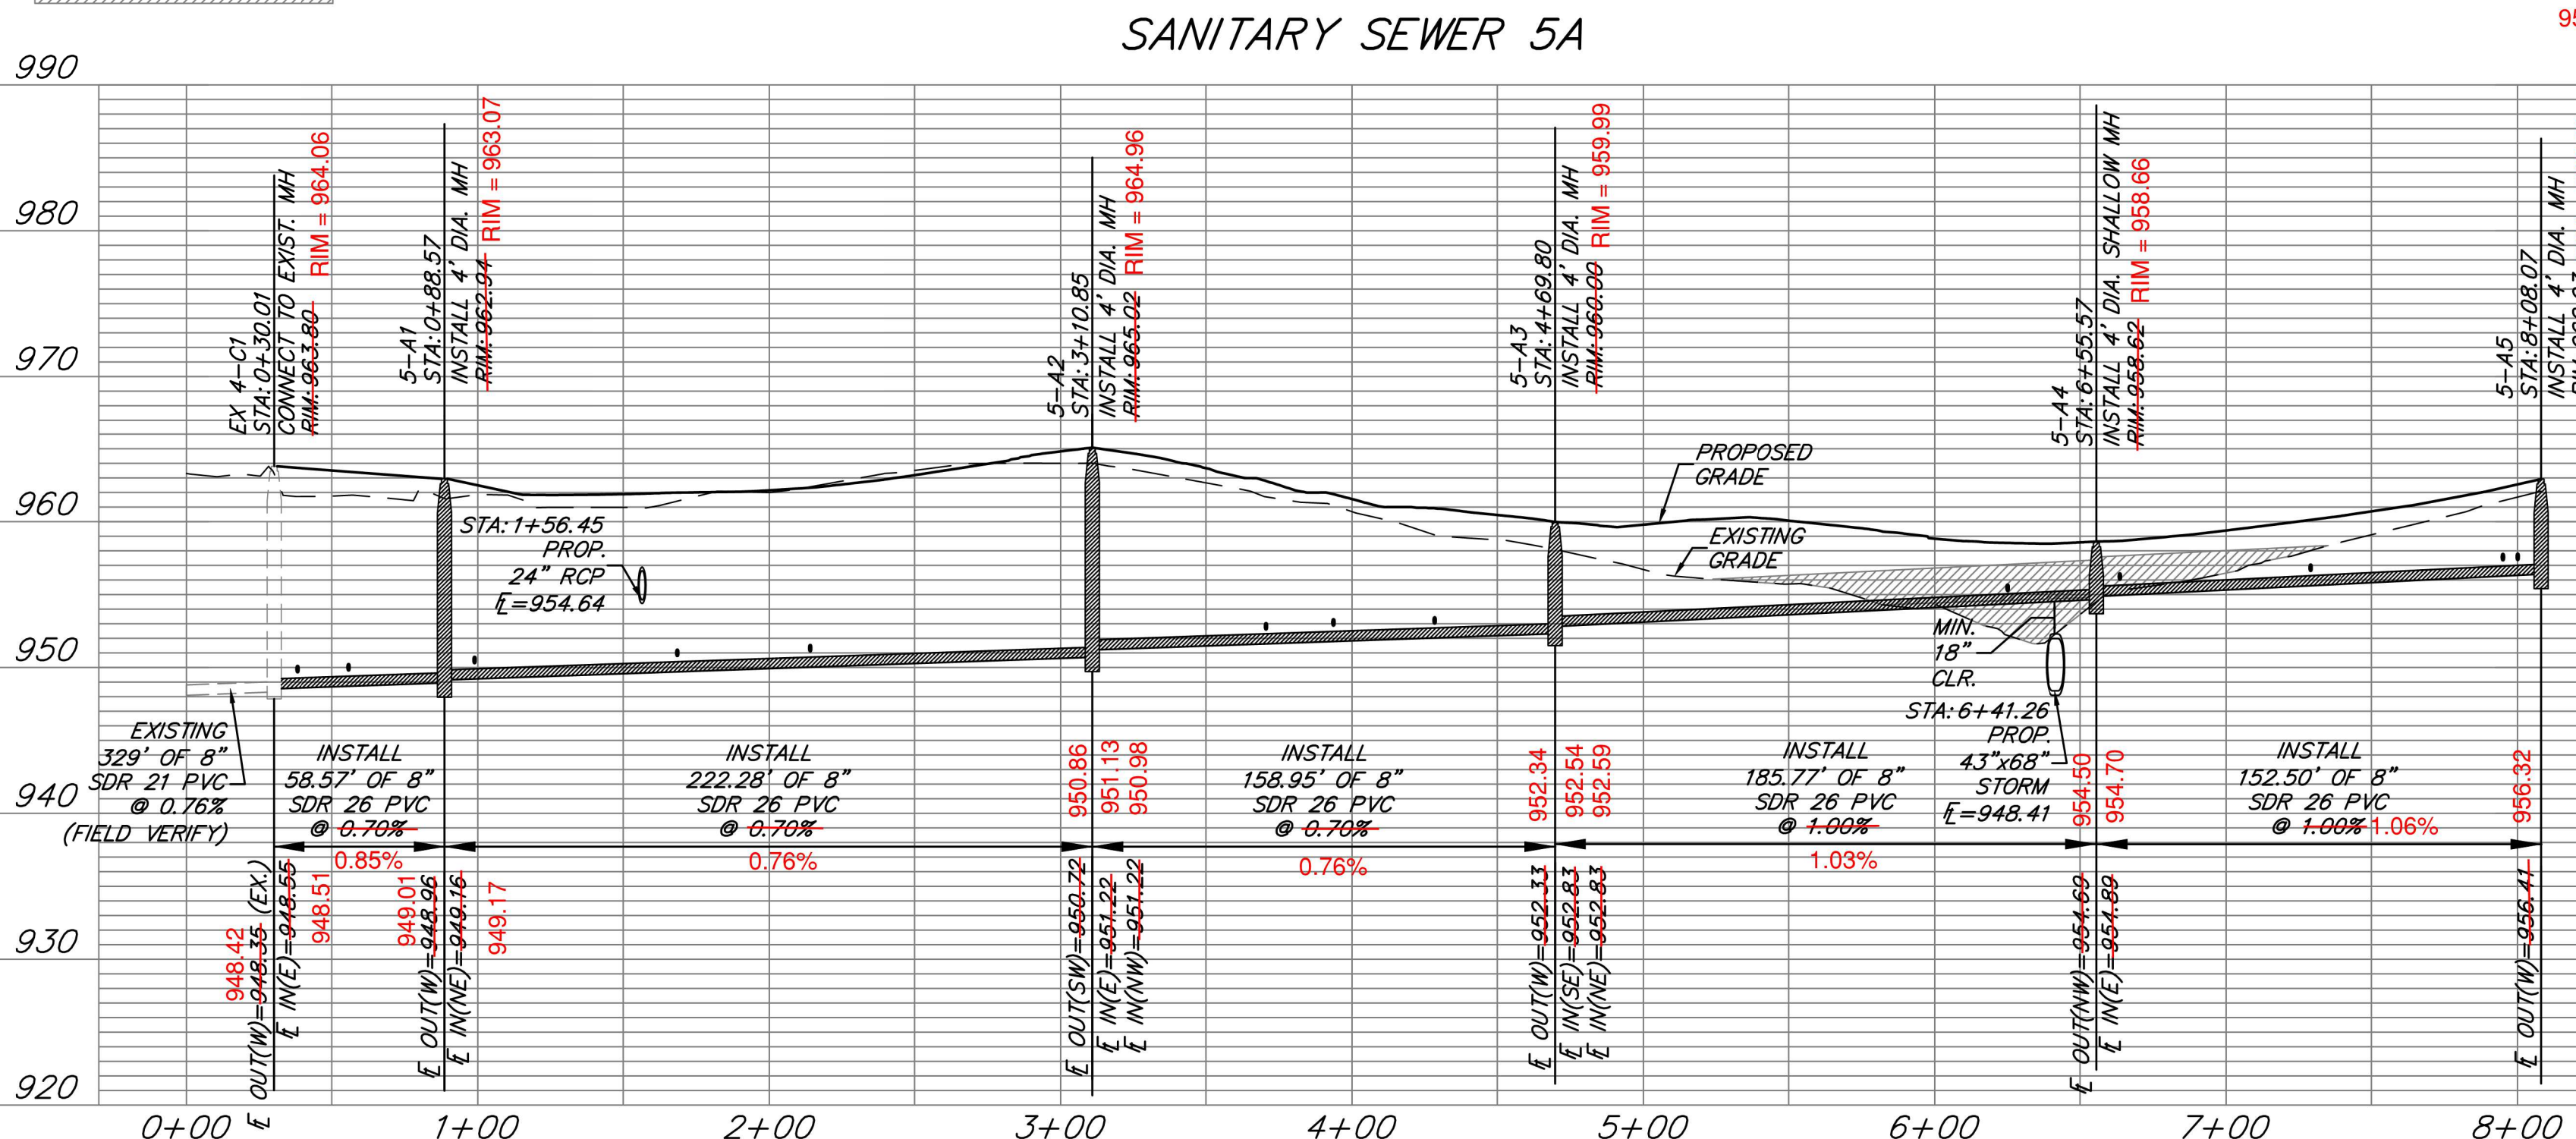 SANITARY SEWER 5A
990
980
970
960
950
940
930
920
EX 4-C1
STA: 0+30.01
CONNECT TO EXIST. MH
RIM: 963.80
RIM = 964.06
5-A1
STA: 0+88.57
INSTALL 4' DIA. MH
RIM: 962.94
RIM = 963.07
5-A2
STA: 3+10.85
INSTALL 4' DIA. MH
RIM: 965.02
RIM = 964.96
5-A3
STA: 4+69.80
INSTALL 4' DIA. MH
RIM: 960.00
RIM = 959.99
5-A4
STA: 6+55.57
INSTALL 4' DIA. SHALLOW MH
RIM: 958.62
RIM = 958.66
5-A5
STA: 8+08.07
INSTALL 4' DIA. MH
STA: 1+56.45
PROP.
24" RCP
FL=954.64
PROPOSED
GRADE
EXISTING
GRADE
MIN.
18"
CLR.
STA: 6+41.26
PROP.
43"x68"
STORM
FL=948.41
EXISTING
329' OF 8"
SDR 21 PVC
@ 0.76%
(FIELD VERIFY)
INSTALL
58.57' OF 8"
SDR 26 PVC
@ 0.70%
0.85%
INSTALL
222.28' OF 8"
SDR 26 PVC
@ 0.70%
0.76%
INSTALL
158.95' OF 8"
SDR 26 PVC
@ 0.70%
0.76%
INSTALL
185.77' OF 8"
SDR 26 PVC
@ 1.00%
1.03%
INSTALL
152.50' OF 8"
SDR 26 PVC
@ 1.00% 1.06%
948.42
FL OUT(W)=948.35 (EX.)
FL IN(E)=948.55
948.51
949.01
FL OUT(W)=948.96
FL IN(NE)=949.16
949.17
950.86
951.13
950.98
FL OUT(SW)=950.72
FL IN(E)=951.22
FL IN(NW)=951.22
952.34
952.54
952.59
FL OUT(W)=952.33
FL IN(SE)=952.83
FL IN(NE)=952.83
954.50
954.70
FL OUT(NW)=954.69
FL IN(E)=954.89
956.32
FL OUT(W)=956.41
0+00
1+00
2+00
3+00
4+00
5+00
6+00
7+00
8+00